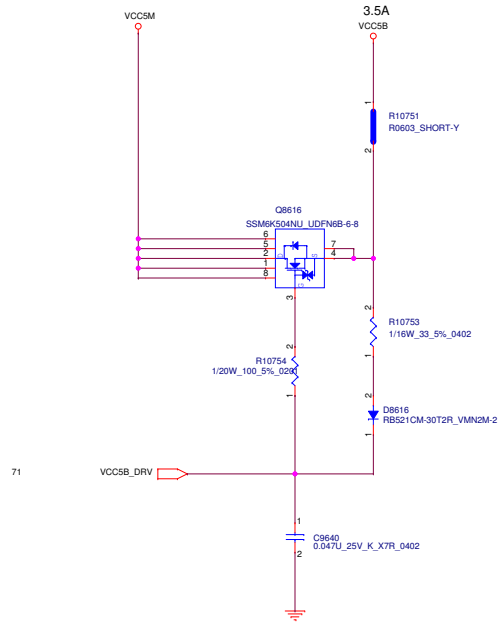 3.5A
VCC5M
VCC5B
1
R10751
R0603_SHORT-Y
2
Q8616
SSM6K504NU_UDFN6B-6-8
6
5
2
1
8
7
4
D
S
G
3
2
R10753
1/16W_33_5%_0402
1
2
R10754
1/20W_100_5%_0201
1
2
D8616
RB521CM-30T2R_VMN2M-2
1
71
VCC5B_DRV
1
C9640
0.047U_25V_K_X7R_0402
2